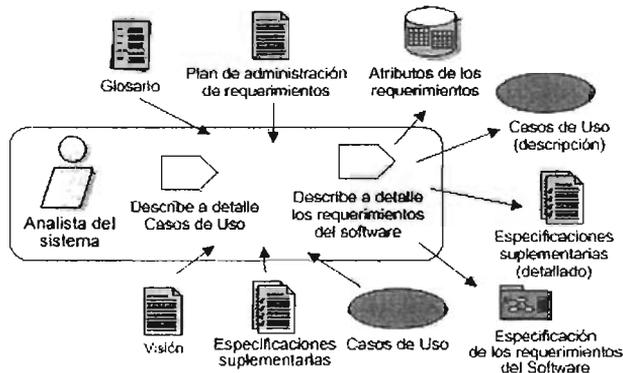 Glosario
Plan de administración
de requerimientos
Atributos de los
requerimientos
Casos de Uso
(descripción)
Analista del
sistema
Describe a detalle
Casos de Uso
Describe a detalle
los requerimientos
del software
Especificaciones
suplementarias
(detallado)
Visión
Especificaciones
suplementarias
Casos de Uso
Especificación
de los requerimientos
del Software